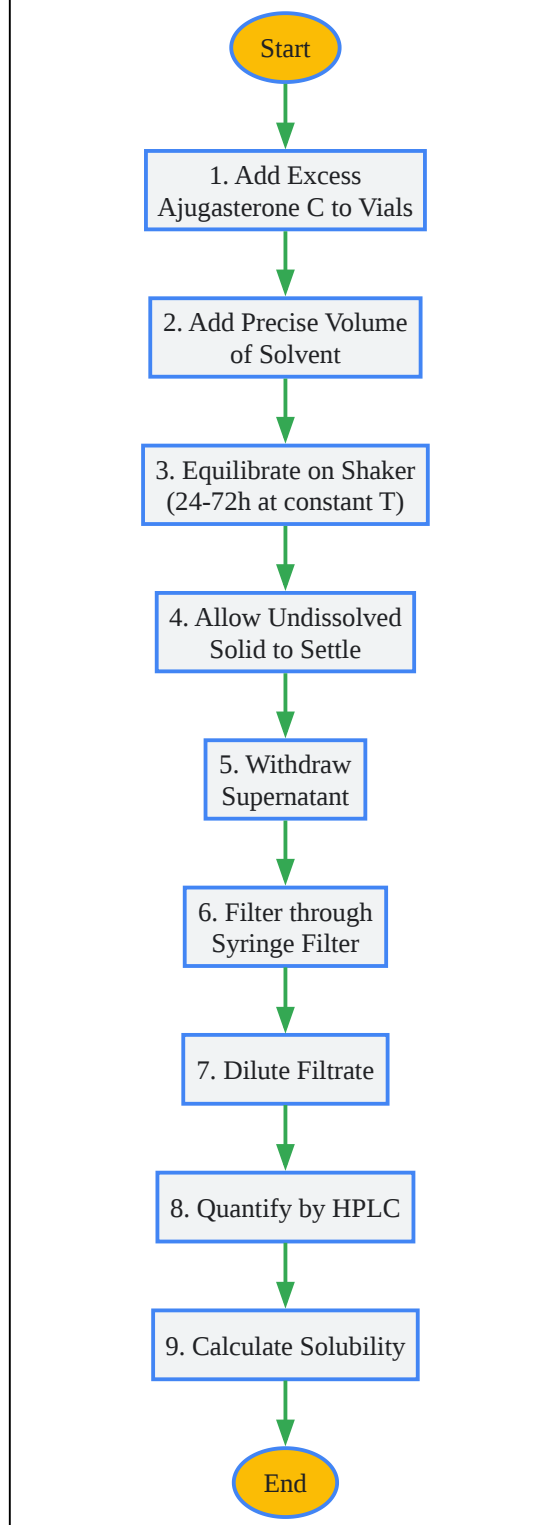 Start
1. Add Excess
Ajugasterone C to Vials
2. Add Precise Volume
of Solvent
3. Equilibrate on Shaker
(24-72h at constant T)
4. Allow Undissolved
Solid to Settle
5. Withdraw
Supernatant
6. Filter through
Syringe Filter
7. Dilute Filtrate
8. Quantify by HPLC
9. Calculate Solubility
End